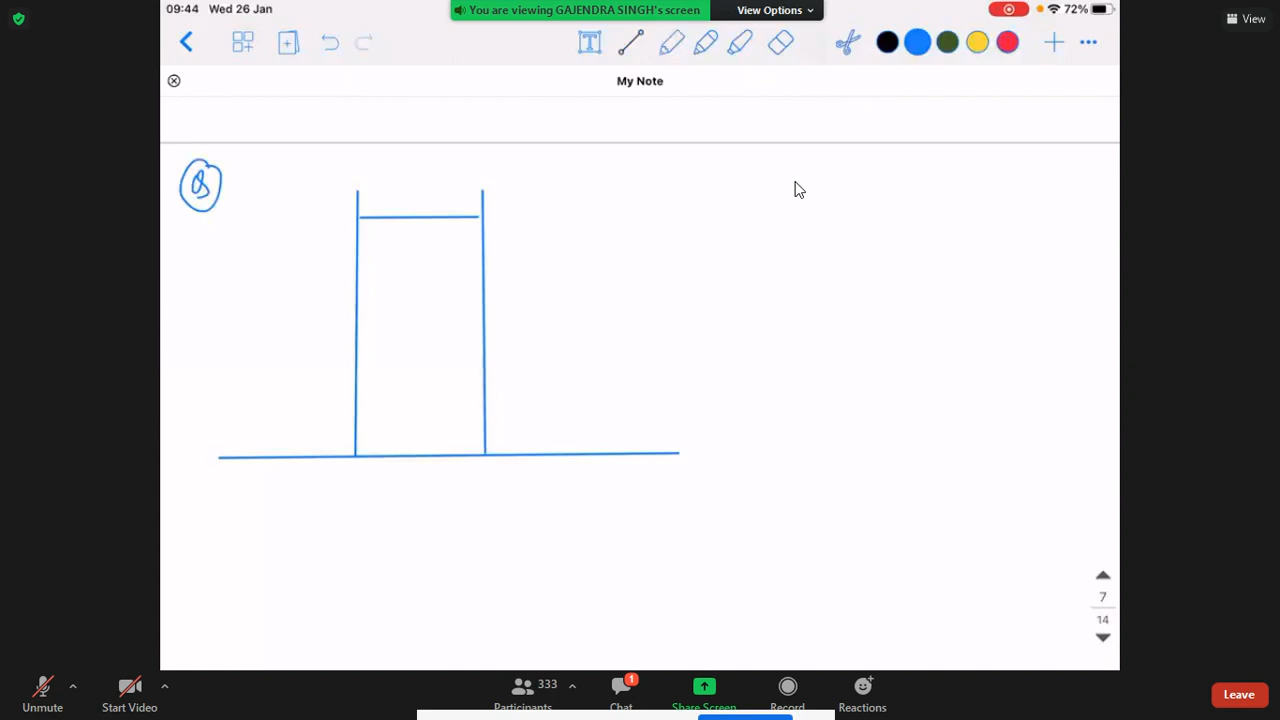 09:44 Wed 26 Jan
You are viewing GAJENDRA SINGH's screen
View Options
72%
View
T
My Note
Q
7
14
Unmute
Start Video
333
Participants
1
Chat
Share Screen
Record
Reactions
Leave